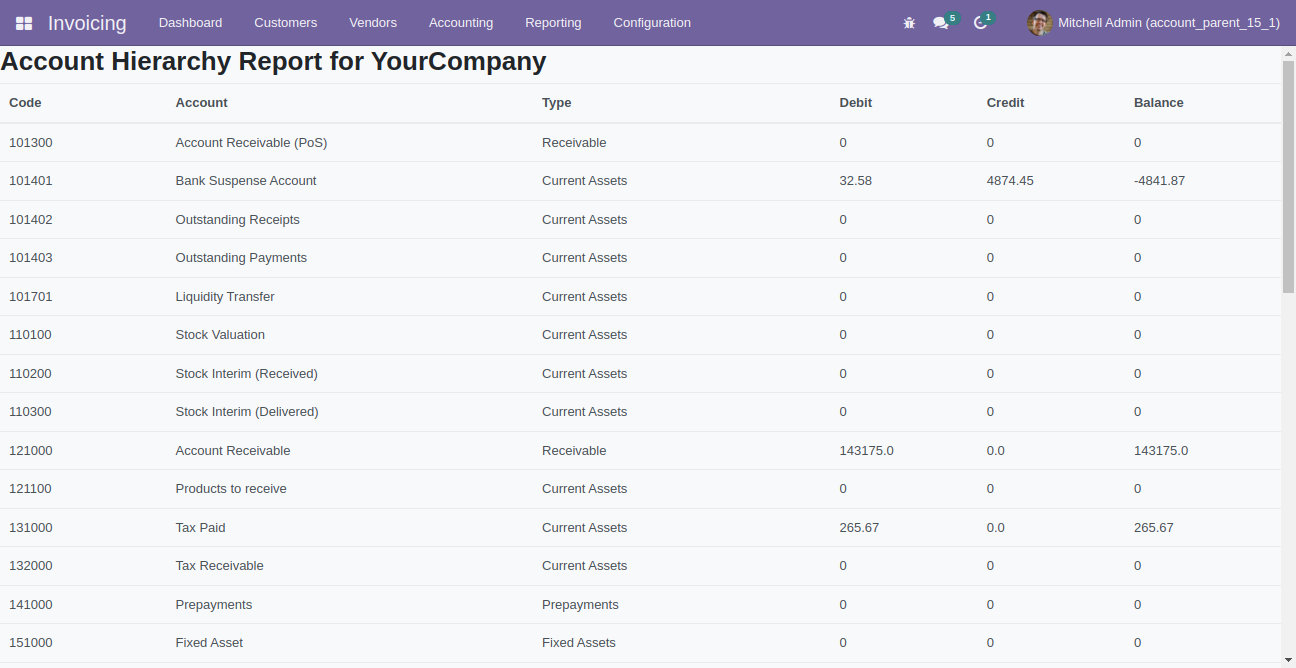 Invoicing Dashboard Customers Vendors Accounting Reporting Configuration 5 1 Mitchell Admin (account_parent_15_1)
Account Hierarchy Report for YourCompany
Code Account Type Debit Credit Balance
101300 Account Receivable (PoS) Receivable 0 0 0
101401 Bank Suspense Account Current Assets 32.58 4874.45 -4841.87
101402 Outstanding Receipts Current Assets 0 0 0
101403 Outstanding Payments Current Assets 0 0 0
101701 Liquidity Transfer Current Assets 0 0 0
110100 Stock Valuation Current Assets 0 0 0
110200 Stock Interim (Received) Current Assets 0 0 0
110300 Stock Interim (Delivered) Current Assets 0 0 0
121000 Account Receivable Receivable 143175.0 0.0 143175.0
121100 Products to receive Current Assets 0 0 0
131000 Tax Paid Current Assets 265.67 0.0 265.67
132000 Tax Receivable Current Assets 0 0 0
141000 Prepayments Prepayments 0 0 0
151000 Fixed Asset Fixed Assets 0 0 0